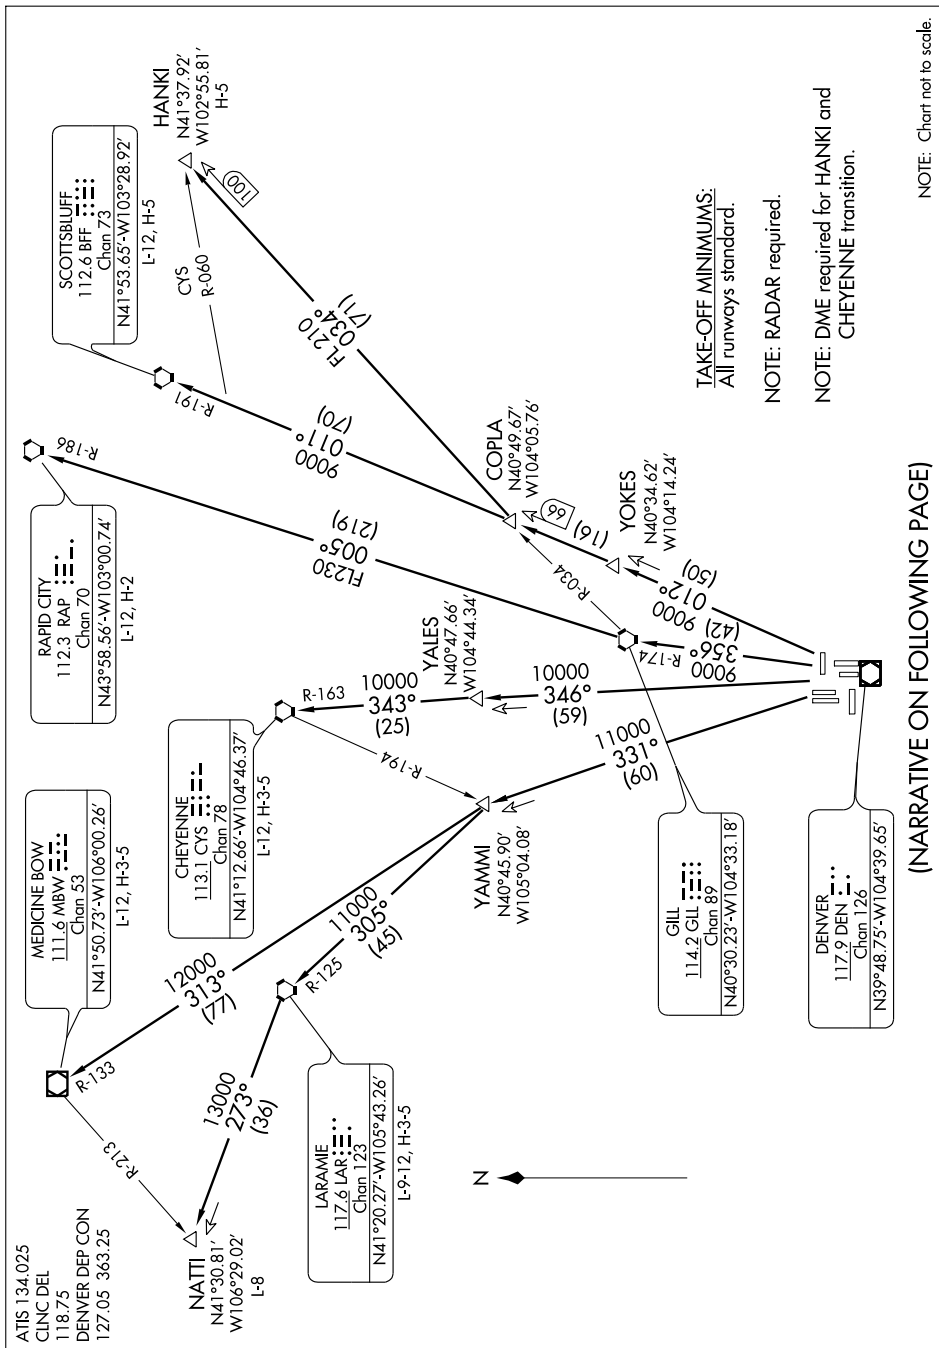 ATIS 134.025
CLNC DEL
118.75
DENVER DEP CON
127.05 363.25
MEDICINE BOW
111.6 MBW
Chan 53
N41°50.73'-W106°00.26'
L-12, H-3-5
RAPID CITY
112.3 RAP
Chan 70
N43°58.56'-W103°00.74'
L-12, H-2
SCOTTSBLUFF
112.6 BFF
Chan 73
N41°53.65'-W103°28.92'
L-12, H-5
HANKI
N41°37.92'
W102°55.81'
H-5
R-133
R-213
NATTI
N41°30.81'
W106°29.02'
L-8
13000
273°
(36)
12000
313°
(77)
CHEYENNE
113.1 CYS
Chan 78
N41°12.66'-W104°46.37'
L-12, H-3-5
R-186
R-191
CYS
R-060
100
R-163
R-194
R-125
11000
305°
(45)
LARAMIE
117.6 LAR
Chan 123
N41°20.27'-W105°43.26'
L-9-12, H-3-5
10000
343°
(25)
FL230
005°
(219)
9000
011°
(70)
FL210
034°
(71)
YALES
N40°47.66'
W104°44.34'
COPLA
N40°49.67'
W104°05.76'
66
(16)
R-034
YAMMI
N40°45.90'
W105°04.08'
YOKES
N40°34.62'
W104°14.24'
11000
331°
(60)
10000
346°
(59)
R-174
9000
356°
(42)
9000
012°
(50)
GILL
114.2 GLL
Chan 89
N40°30.23'-W104°33.18'
DENVER
117.9 DEN
Chan 126
N39°48.75'-W104°39.65'
N
TAKE-OFF MINIMUMS:
All runways standard.
NOTE: RADAR required.
NOTE: DME required for HANKI and
CHEYENNE transition.
(NARRATIVE ON FOLLOWING PAGE)
NOTE: Chart not to scale.